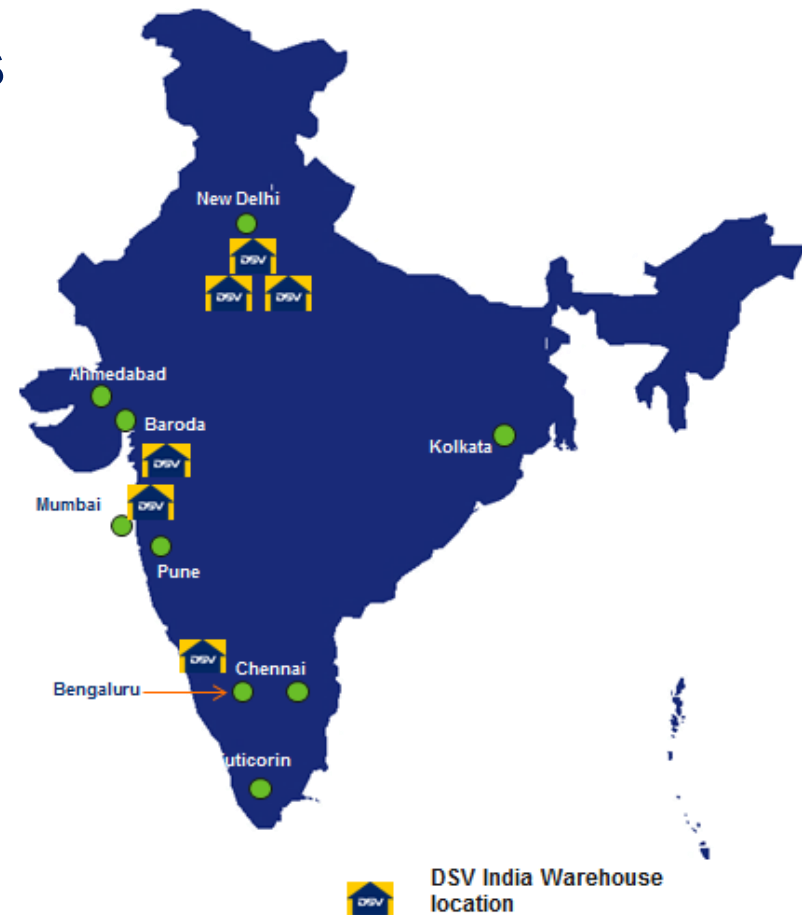 S
New Delhi
DSV
DSV DSV
Ahmedabad
Baroda
Kolkata
DSV
Mumbai
DSV
Pune
DSV
Chennai
Bengaluru
uticorin
DSV
DSV India Warehouse
location